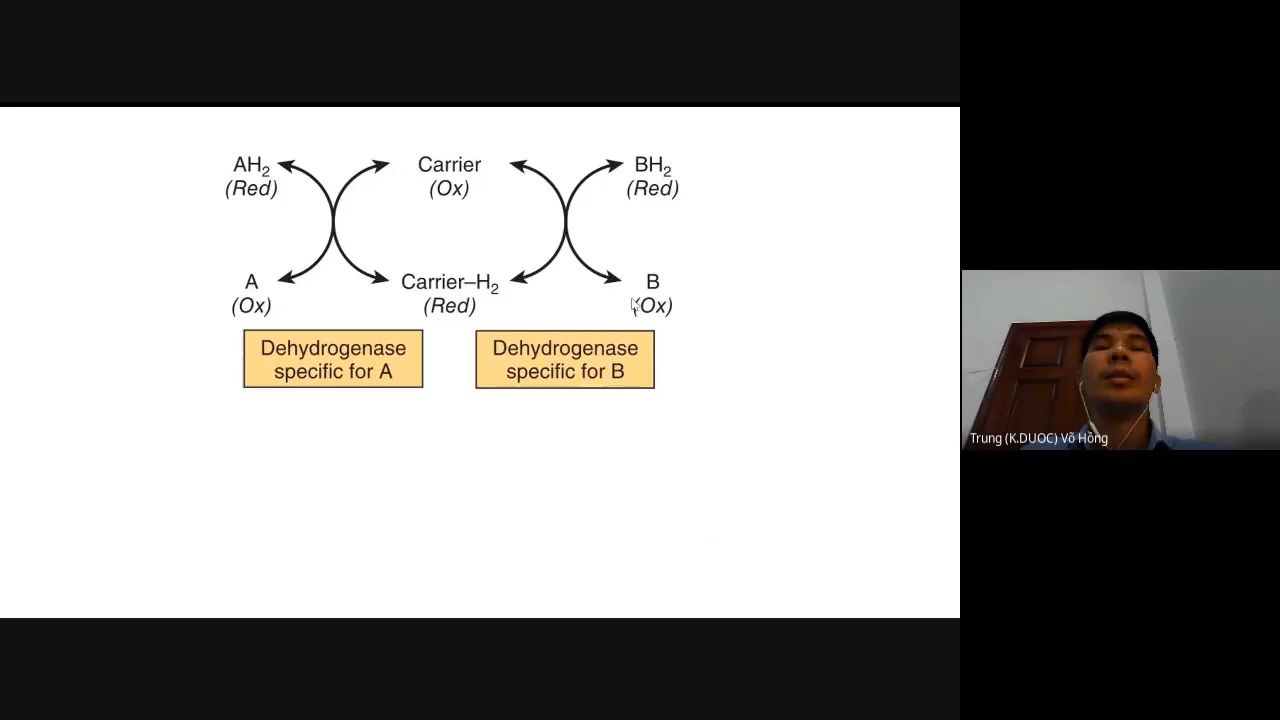 AH2
(Red)
Carrier
(Ox)
BH2
(Red)
A
(Ox)
Carrier–H2
(Red)
B
(Ox)
Dehydrogenase
specific for A
Dehydrogenase
specific for B
Trung (K.DUOC) Võ Hồng